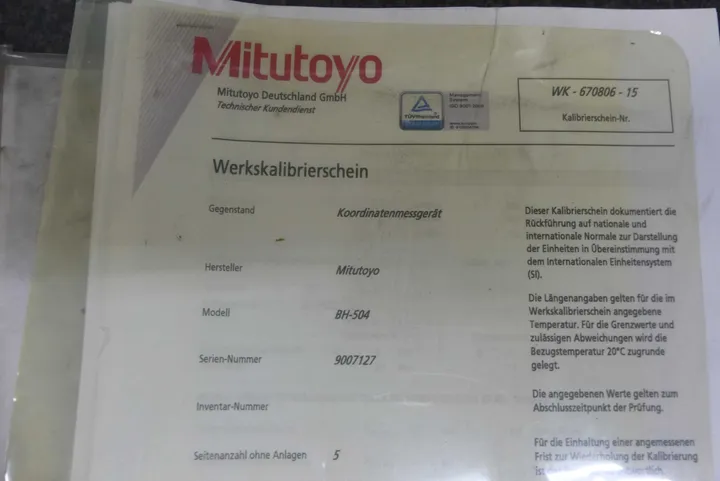 Mitutoyo
Mitutoyo Deutschland GmbH
Technischer Kundendienst
Management
System
WK - 670806 - 15
Kalibrierschein-Nr.
Werkskalibrierschein
Gegenstand Koordinatenmessgerät
Hersteller Mitutoyo
Modell BH-504
Serien-Nummer 9007127
Inventar-Nummer
Seitenanzahl ohne Anlagen 5
Dieser Kalibrierschein dokumentiert die
Rückführung auf nationale und
internationale Normale zur Darstellung
der Einheiten in Übereinstimmung mit
dem Internationalen Einheitensystem
(SI).
Die Längenangaben gelten für die im
Werkskalibrierschein angegebene
Temperatur. Für die Grenzwerte und
zulässigen Abweichungen wird die
Bezugstemperatur 20°C zugrunde
gelegt.
Die angegebenen Werte gelten zum
Abschlusszeitpunkt der Prüfung.
Für die Einhaltung einer angemessenen
Frist zur Wiederholung der Kalibrierung
ist